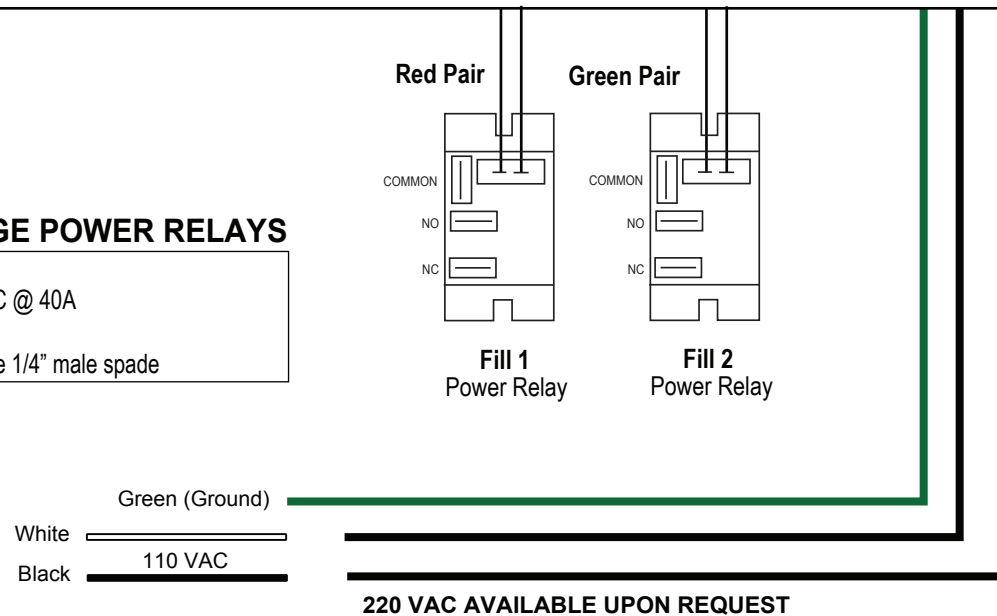 Red Pair
Green Pair
COMMON
NO
NC
COMMON
NO
NC
POWER RELAYS
@ 40A
1/4” male spade
Fill 1
Power Relay
Fill 2
Power Relay
Green (Ground)
White
110 VAC
Black
220 VAC AVAILABLE UPON REQUEST